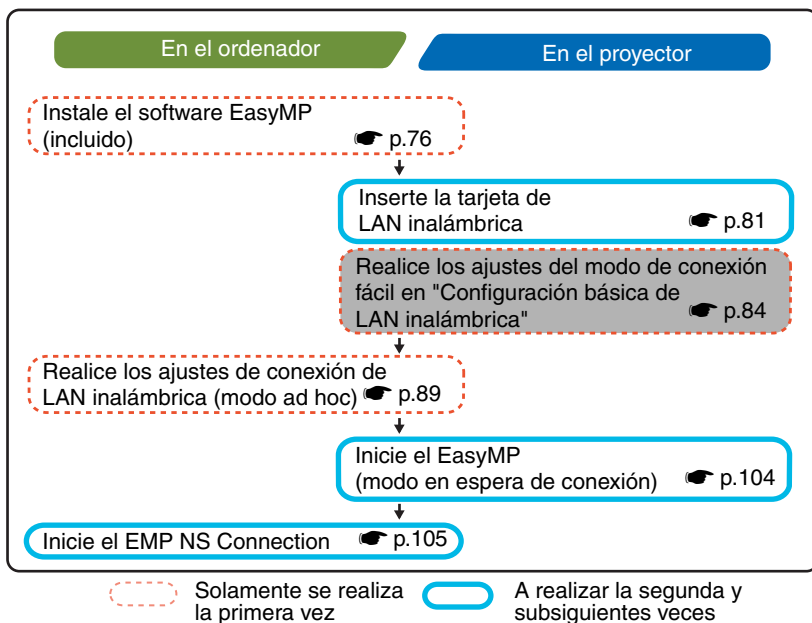 En el ordenador
En el proyector
Instale el software EasyMP
(incluido) p.76
Inserte la tarjeta de
LAN inalámbrica p.81
Realice los ajustes del modo de conexión
fácil en "Configuración básica de
LAN inalámbrica" p.84
Realice los ajustes de conexión de
LAN inalámbrica (modo ad hoc) p.89
Inicie el EasyMP
(modo en espera de conexión) p.104
Inicie el EMP NS Connection p.105
Solamente se realiza
la primera vez
A realizar la segunda y
subsiguientes veces